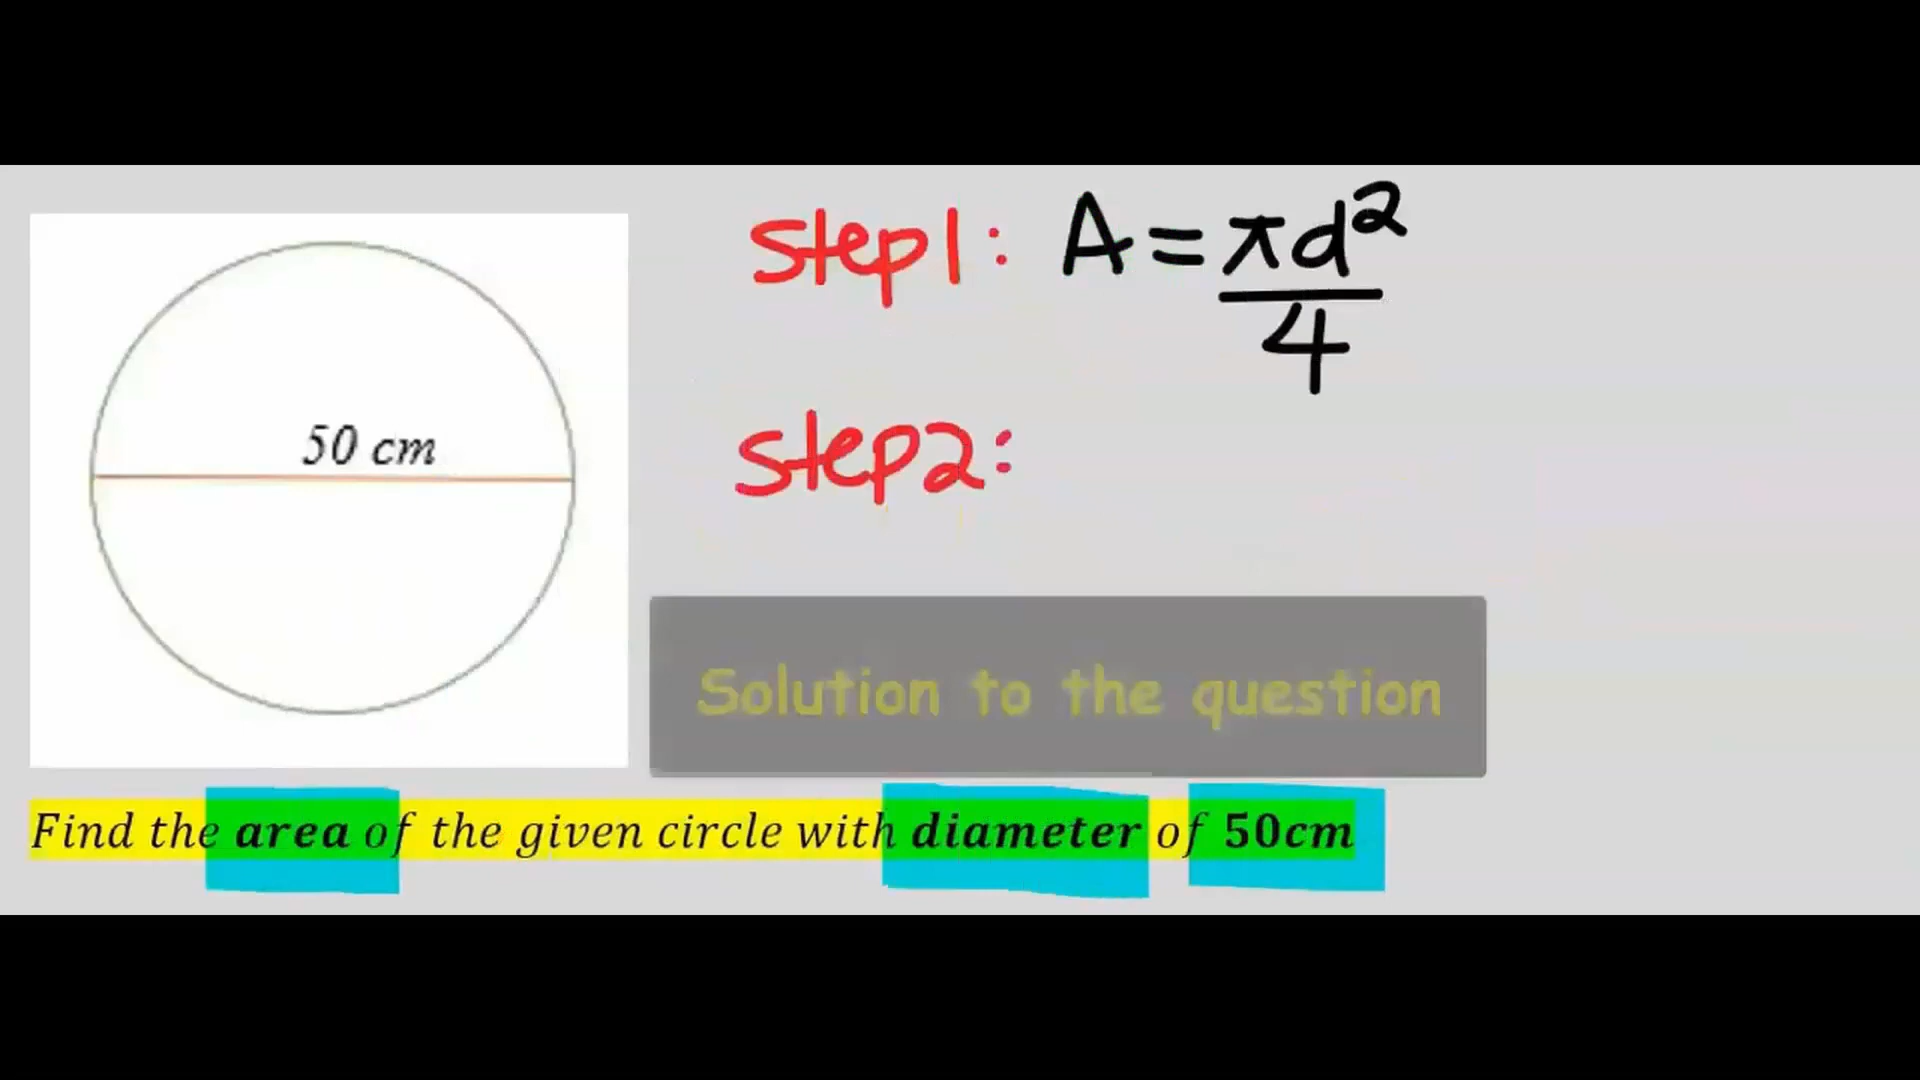 step1: A = πd²
4
50 cm
step2:
Solution to the question
Find the area of the given circle with diameter of 50cm